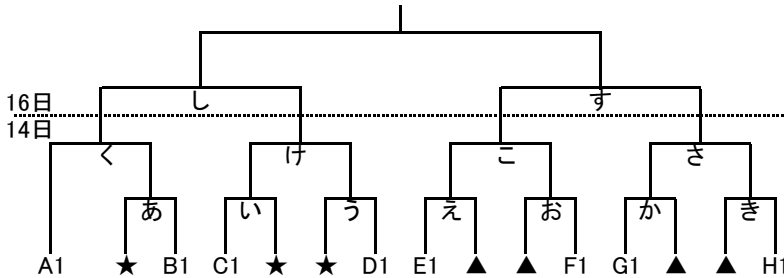 し す
16日
14日
く け こ さ
あ い う え お か き
A1 ★ B1 C1 ★ ★ D1 E1 ▲ ▲ F1 G1 ▲ ▲ H1